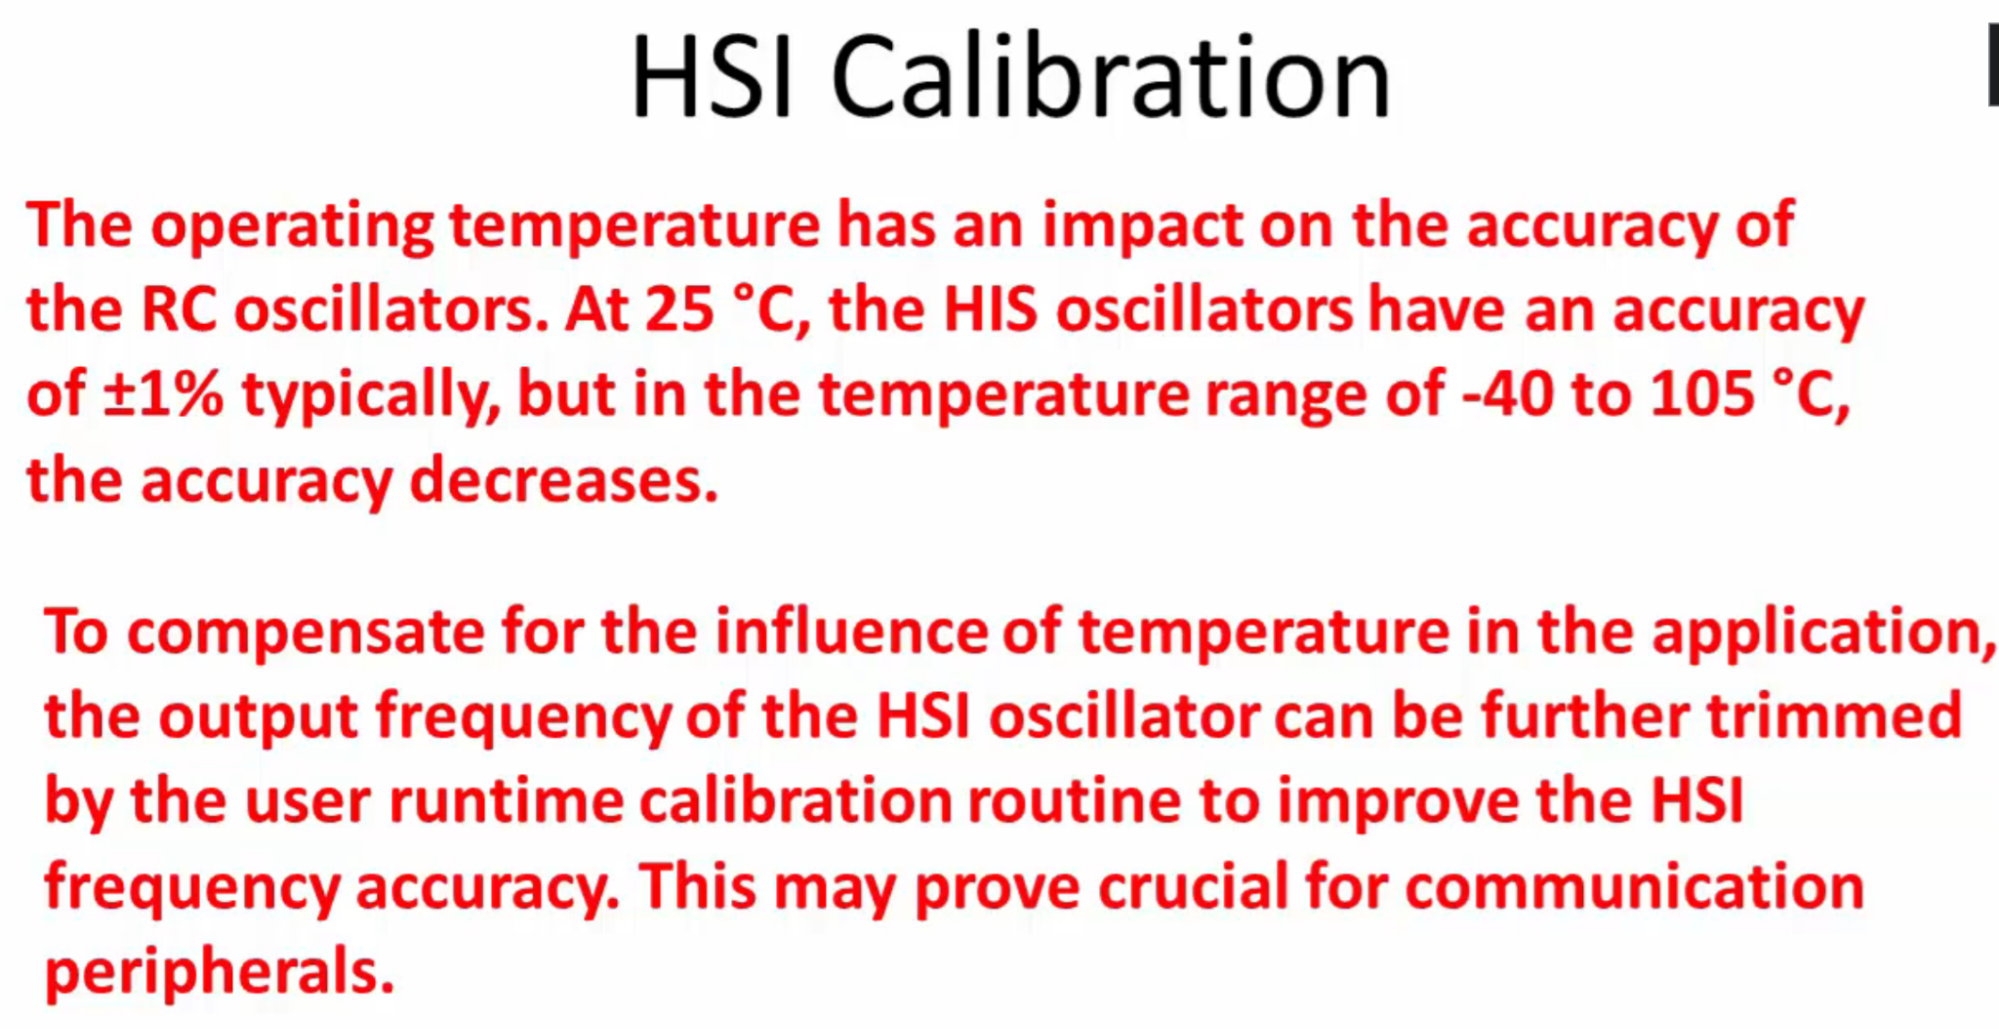 HSI Calibration
The operating temperature has an impact on the accuracy of
the RC oscillators. At 25 °C, the HIS oscillators have an accuracy
of ±1% typically, but in the temperature range of -40 to 105 °C,
the accuracy decreases.
To compensate for the influence of temperature in the application,
the output frequency of the HSI oscillator can be further trimmed
by the user runtime calibration routine to improve the HSI
frequency accuracy. This may prove crucial for communication
peripherals.